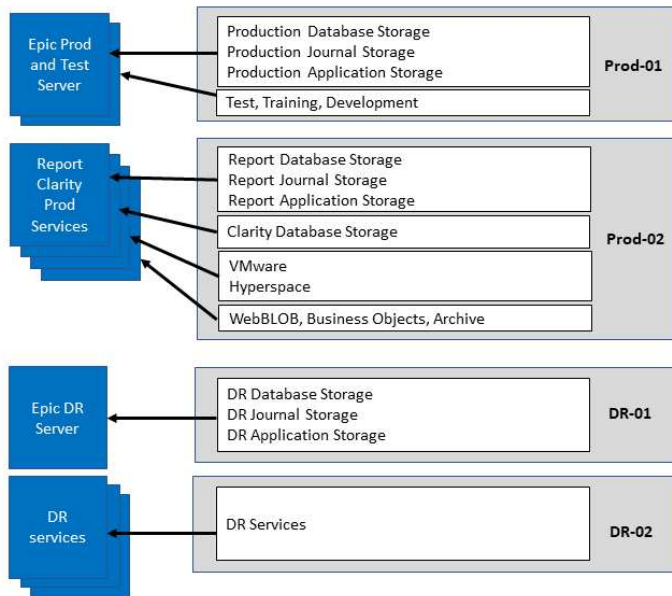 Epic Prod
and Test
Server
Production Database Storage
Production Journal Storage
Production Application Storage
Test, Training, Development
Prod-01
Report
Clarity
Prod
Services
Report Database Storage
Report Journal Storage
Report Application Storage
Clarity Database Storage
VMware
Hyperspace
WebBLOB, Business Objects, Archive
Prod-02
Epic DR
Server
DR Database Storage
DR Journal Storage
DR Application Storage
DR-01
DR
services
DR Services
DR-02